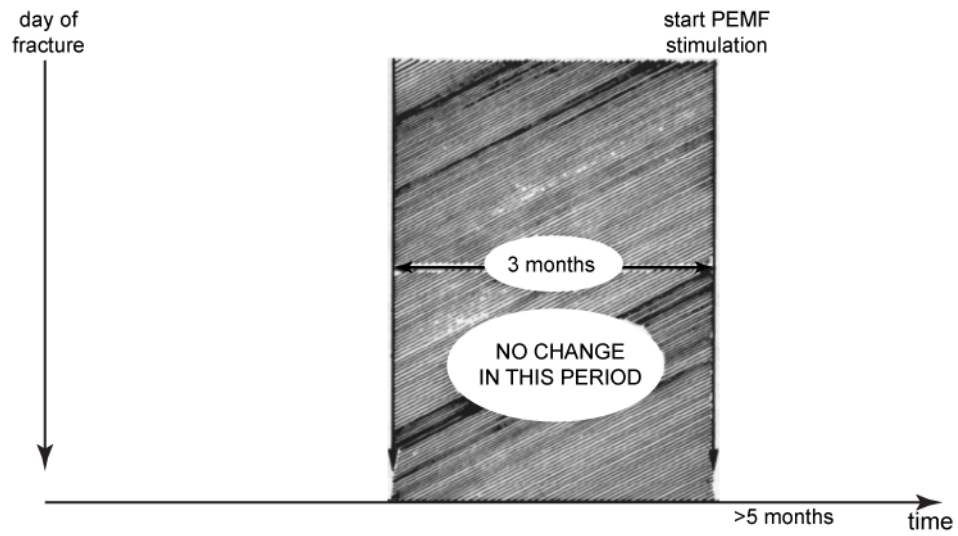 day of
fracture
start PEMF
stimulation
3 months
NO CHANGE
IN THIS PERIOD
>5 months
time